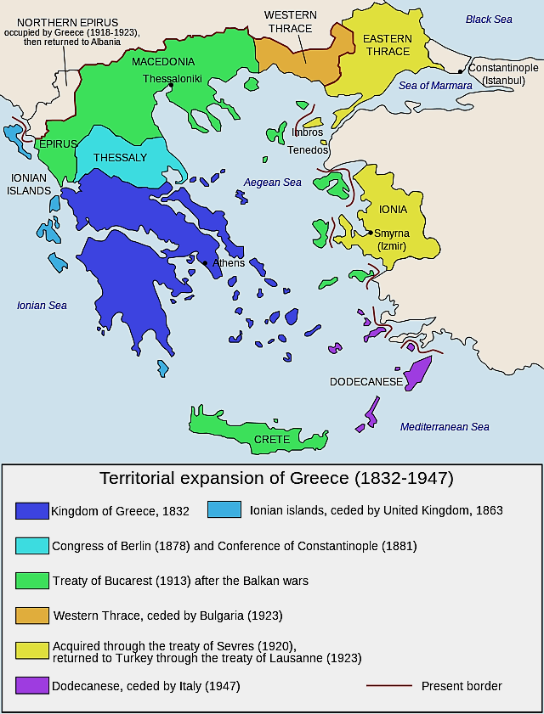 NORTHERN EPIRUS
occupied by Greece (1918-1923),
then returned to Albania
WESTERN
THRACE
Black Sea
EASTERN
THRACE
MACEDONIA
Thessaloniki
Constantinople
(Istanbul)
Sea of Marmara
Imbros
Tenedos
EPIRUS
THESSALY
IONIAN
ISLANDS
Aegean Sea
IONIA
Smyrna
(Izmir)
Athens
Ionian Sea
DODECANESE
Mediterranean Sea
CRETE
Territorial expansion of Greece (1832-1947)
Kingdom of Greece, 1832
Ionian islands, ceded by United Kingdom, 1863
Congress of Berlin (1878) and Conference of Constantinople (1881)
Treaty of Bucarest (1913) after the Balkan wars
Western Thrace, ceded by Bulgaria (1923)
Acquired through the treaty of Sevres (1920),
returned to Turkey through the treaty of Lausanne (1923)
Dodecanese, ceded by Italy (1947)
Present border